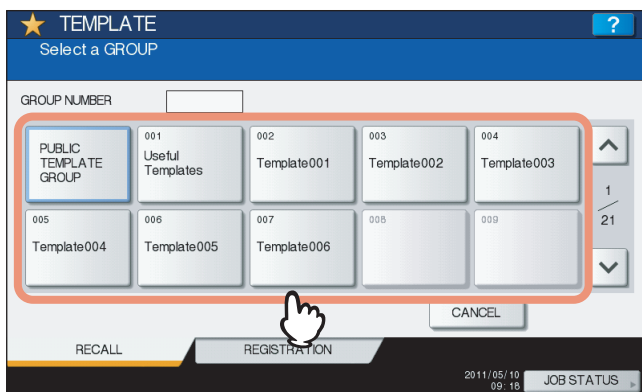 TEMPLATE
?
Select a GROUP
GROUP NUMBER
PUBLIC
TEMPLATE
GROUP
001
Useful
Templates
002
Template001
003
Template002
004
Template003
1
21
005
Template004
006
Template005
007
Template006
008
009
CANCEL
RECALL
REGISTRATION
2011/05/10
09:18
JOB STATUS